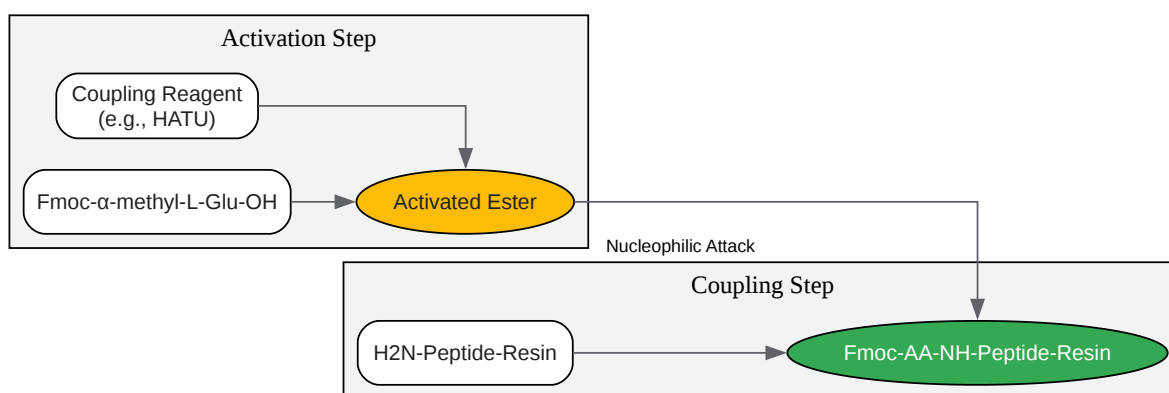 Activation Step
Coupling Reagent
(e.g., HATU)
Fmoc-α-methyl-L-Glu-OH
Activated Ester
Nucleophilic Attack
Coupling Step
H2N-Peptide-Resin
Fmoc-AA-NH-Peptide-Resin